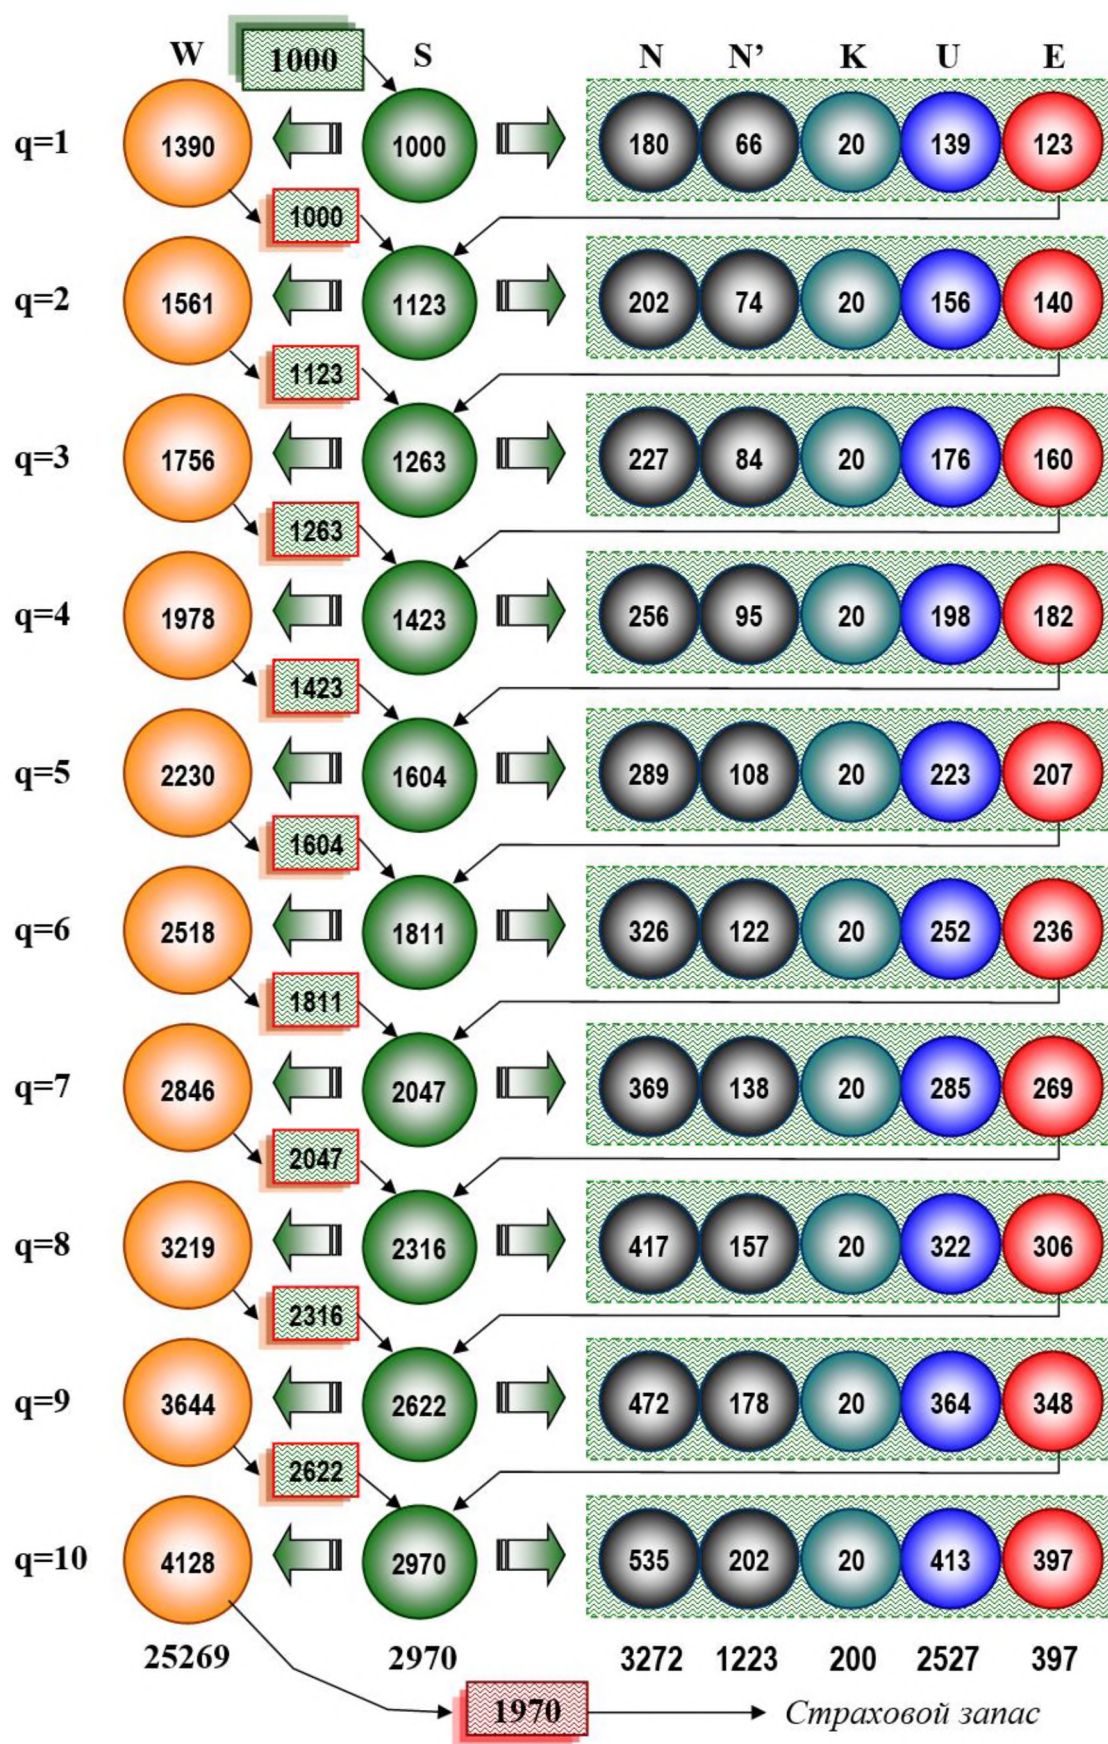 W 1000 S N N’ K U E
q=1 1390 1000 180 66 20 139 123
1000
q=2 1561 1123 202 74 20 156 140
1123
q=3 1756 1263 227 84 20 176 160
1263
q=4 1978 1423 256 95 20 198 182
1423
q=5 2230 1604 289 108 20 223 207
1604
q=6 2518 1811 326 122 20 252 236
1811
q=7 2846 2047 369 138 20 285 269
2047
q=8 3219 2316 417 157 20 322 306
2316
q=9 3644 2622 472 178 20 364 348
2622
q=10 4128 2970 535 202 20 413 397
25269 2970 3272 1223 200 2527 397
1970 Страховой запас